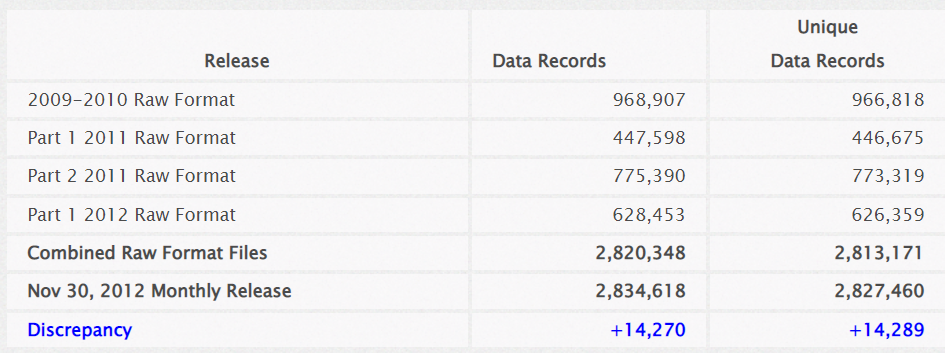 Unique
Release Data Records Data Records
2009-2010 Raw Format 968,907 966,818
Part 1 2011 Raw Format 447,598 446,675
Part 2 2011 Raw Format 775,390 773,319
Part 1 2012 Raw Format 628,453 626,359
Combined Raw Format Files 2,820,348 2,813,171
Nov 30, 2012 Monthly Release 2,834,618 2,827,460
Discrepancy +14,270 +14,289